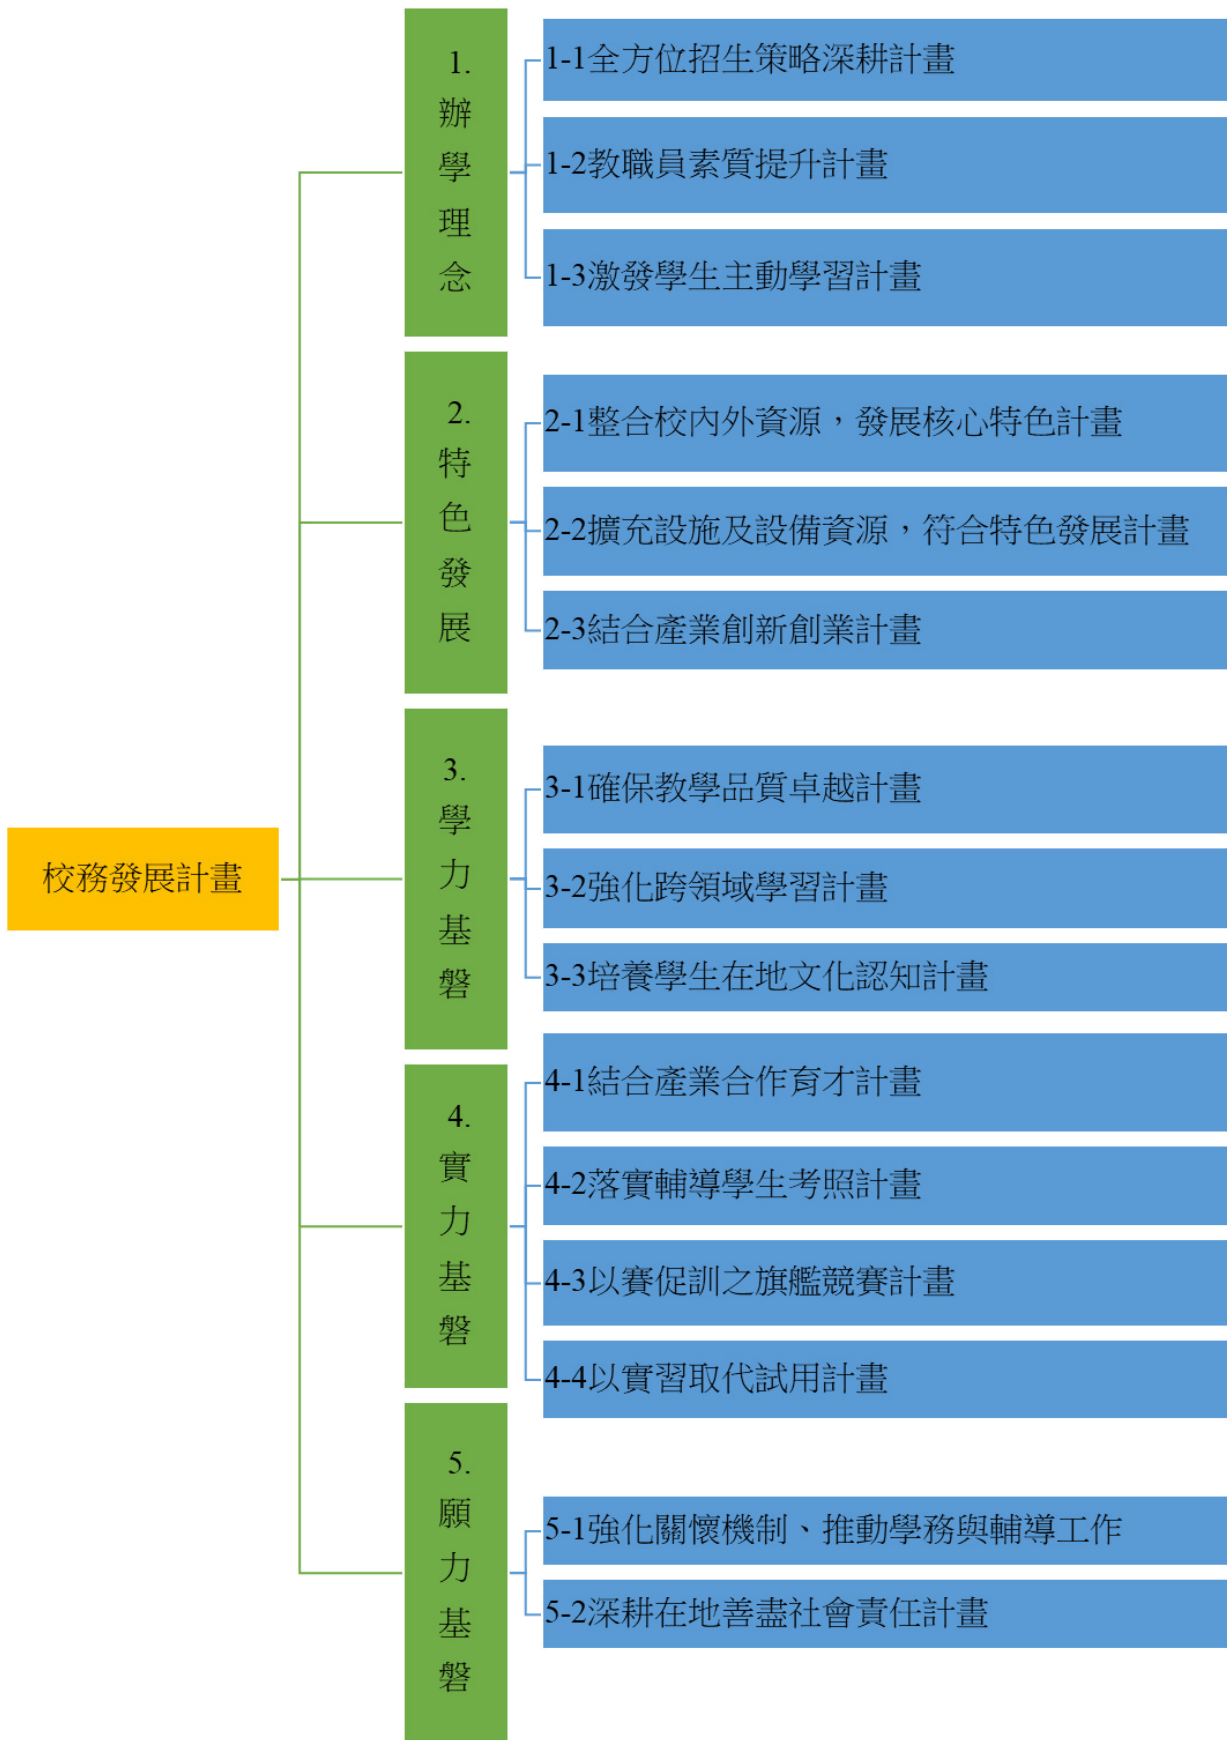 校務發展計畫
1.
辦
學
理
念
1-1全方位招生策略深耕計畫
1-2教職員素質提升計畫
1-3激發學生主動學習計畫
2.
特
色
發
展
2-1整合校內外資源，發展核心特色計畫
2-2擴充設施及設備資源，符合特色發展計畫
2-3結合產業創新創業計畫
3.
學
力
基
磐
3-1確保教學品質卓越計畫
3-2強化跨領域學習計畫
3-3培養學生在地文化認知計畫
4.
實
力
基
磐
4-1結合產業合作育才計畫
4-2落實輔導學生考照計畫
4-3以賽促訓之旗艦競賽計畫
4-4以實習取代試用計畫
5.
願
力
基
磐
5-1強化關懷機制、推動學務與輔導工作
5-2深耕在地善盡社會責任計畫